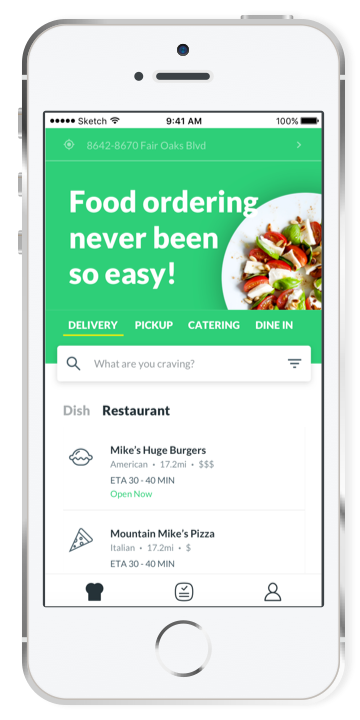 Sketch 9:41 AM 100%
8642-8670 Fair Oaks Blvd
Food ordering
never been
so easy!
DELIVERY PICKUP CATERING DINE IN
What are you craving?
Dish Restaurant
Mike's Huge Burgers
American • 17.2mi • $$$
ETA 30 - 40 MIN
Open Now
Mountain Mike's Pizza
Italian • 17.2mi • $
ETA 30 - 40 MIN